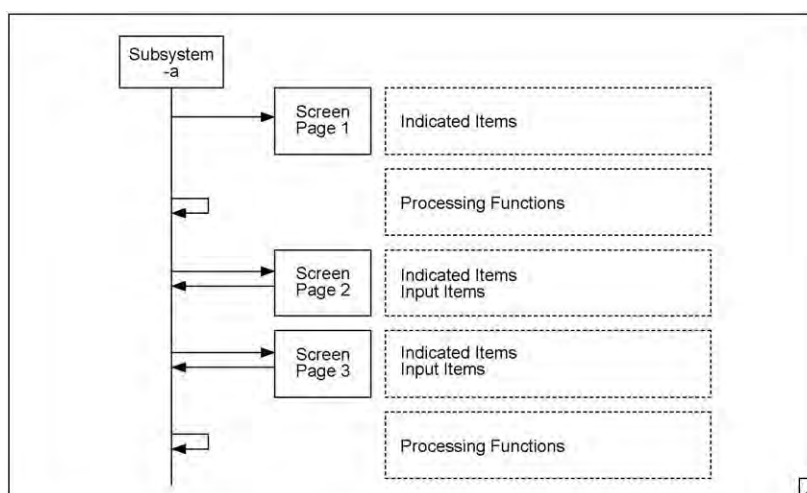 Subsystem
-a
Screen
Page 1
Indicated Items
Processing Functions
Screen
Page 2
Indicated Items
Input Items
Screen
Page 3
Indicated Items
Input Items
Processing Functions